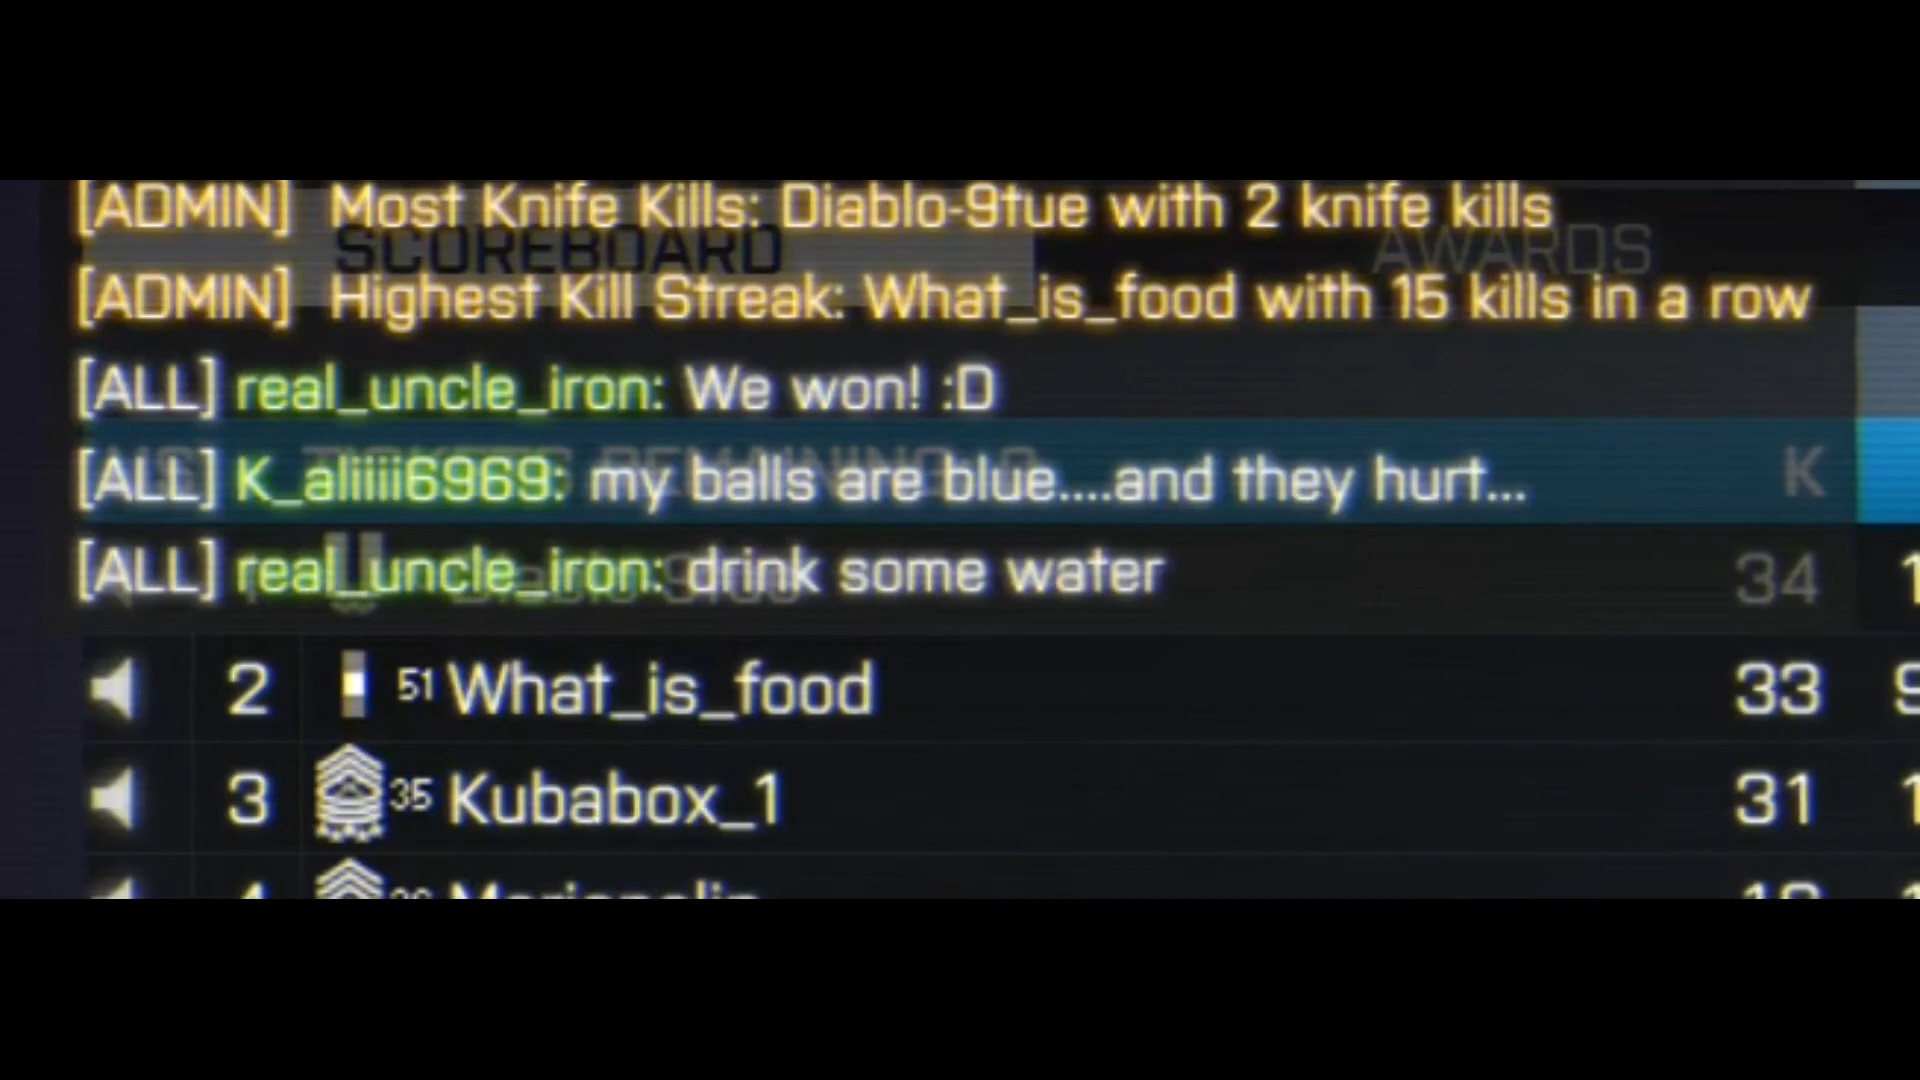 [ADMIN] Most Knife Kills: Diablo-9tue with 2 knife kills
SCOREBOARD AWARDS
[ADMIN] Highest Kill Streak: What_is_food with 15 kills in a row
[ALL] real_uncle_iron: We won! :D
[ALL] K_aliiii6969: my balls are blue....and they hurt...
K
[ALL] real_uncle_iron: drink some water
34
2 51 What_is_food 33
3 35 Kubabox_1 31